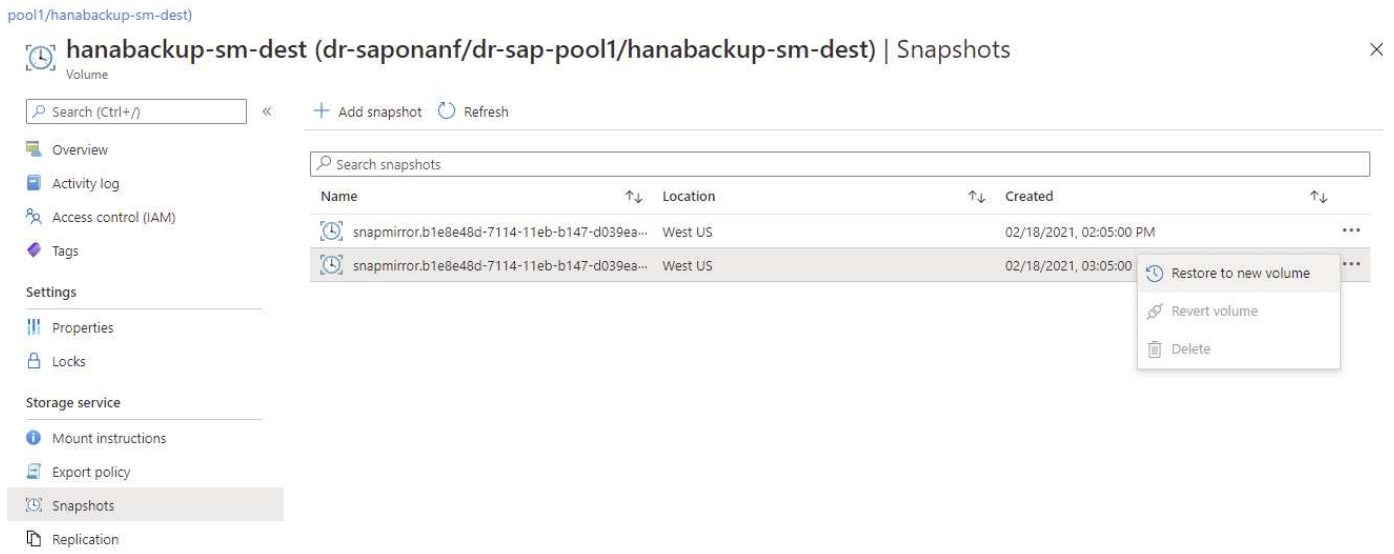 pool1/hanabackup-sm-dest)
hanabackup-sm-dest (dr-saponanf/dr-sap-pool1/hanabackup-sm-dest) | Snapshots
Volume
Search (Ctrl+/)
Add snapshot Refresh
Overview
Activity log
Access control (IAM)
Tags
Settings
Properties
Locks
Storage service
Mount instructions
Export policy
Snapshots
Replication
Search snapshots
Name Location Created
snapmirror.b1e8e48d-7114-11eb-b147-d039ea... West US 02/18/2021, 02:05:00 PM
snapmirror.b1e8e48d-7114-11eb-b147-d039ea... West US 02/18/2021, 03:05:00
Restore to new volume
Revert volume
Delete